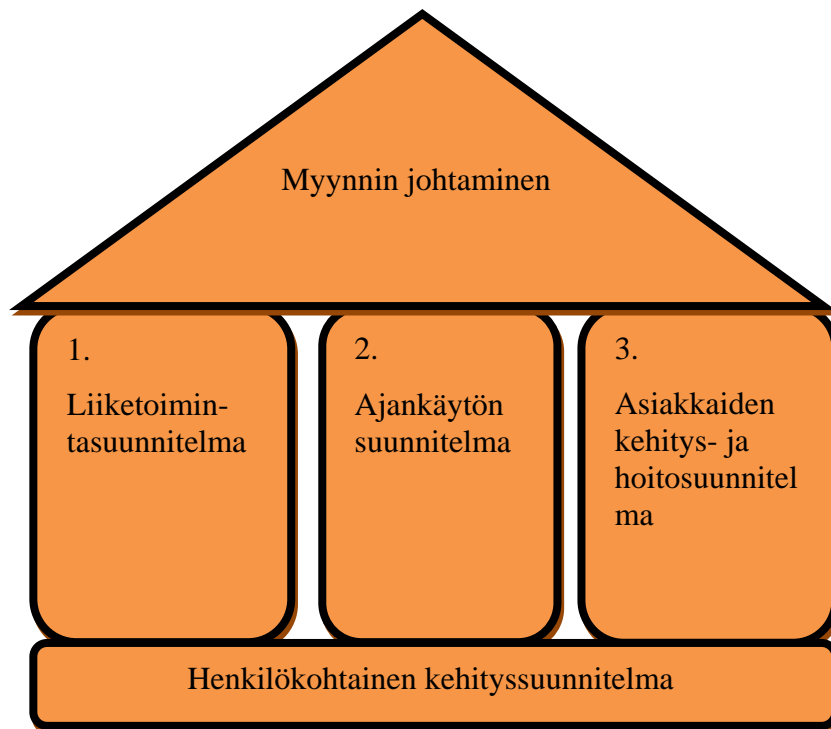 Myynnin johtaminen
1.
Liiketoimin-
tasuunnitelma
2.
Ajankäytön
suunnitelma
3.
Asiakkaiden
kehitys- ja
hoitosuunnitel
ma
Henkilökohtainen kehityssuunnitelma